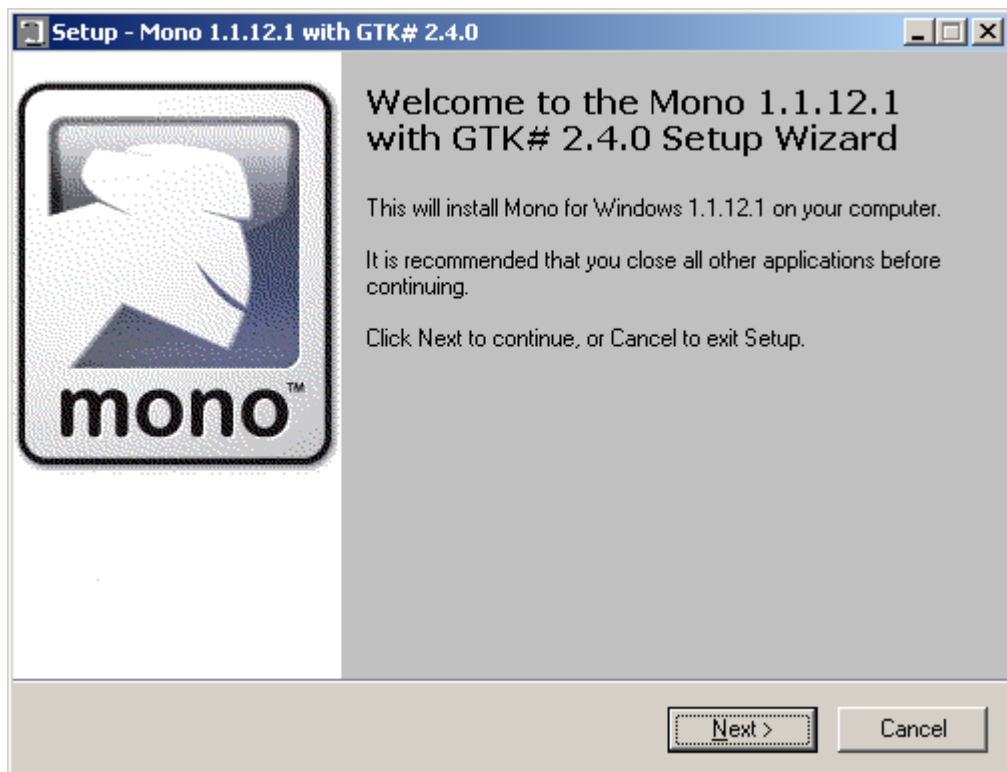 Setup - Mono 1.1.12.1 with GTK# 2.4.0
Welcome to the Mono 1.1.12.1
with GTK# 2.4.0 Setup Wizard
This will install Mono for Windows 1.1.12.1 on your computer.
It is recommended that you close all other applications before
continuing.
Click Next to continue, or Cancel to exit Setup.
mono™
Next >
Cancel